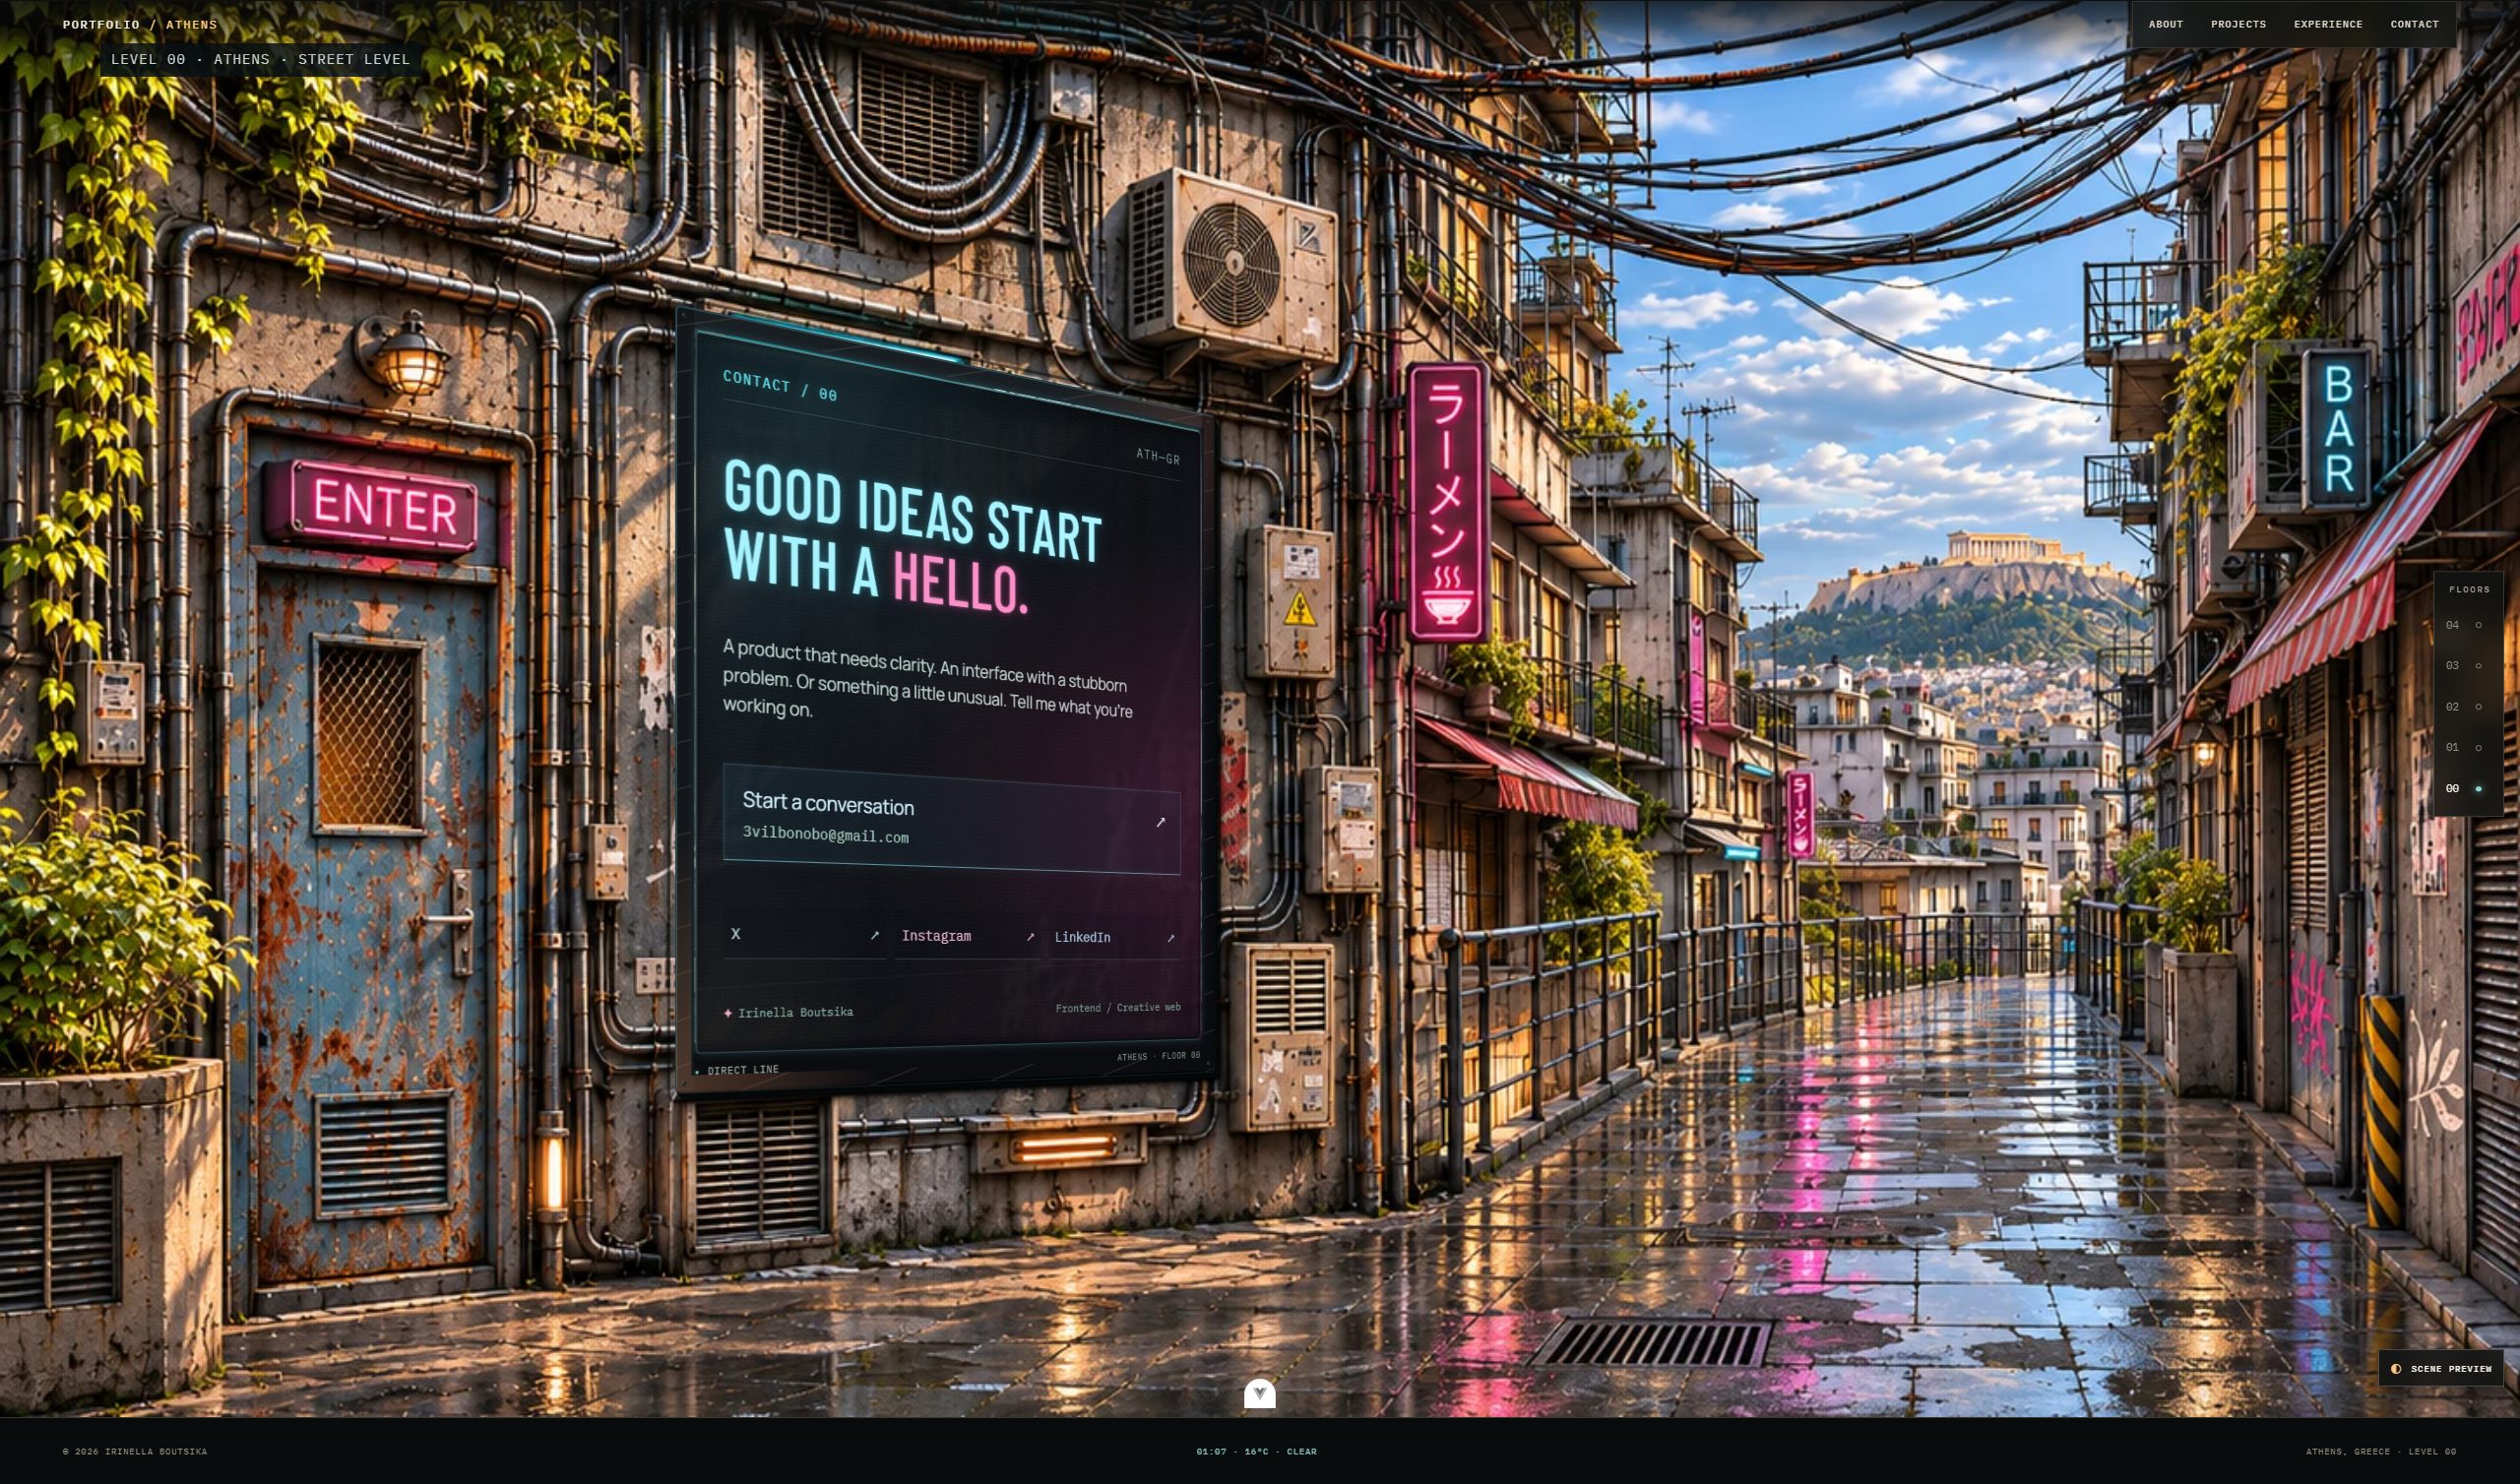 PORTFOLIO / ATHENS
ABOUT PROJECTS EXPERIENCE CONTACT
LEVEL 00 · ATHENS · STREET LEVEL
CONTACT / 00
ATH—GR
GOOD IDEAS START
WITH A HELLO.
A product that needs clarity. An interface with a stubborn
problem. Or something a little unusual. Tell me what you're
working on.
Start a conversation ↗
3vilbonobo@gmail.com
X ↗ Instagram ↗ LinkedIn ↗
✦ Irinella Boutsika
Frontend / Creative web
DIRECT LINE
ATHENS · FLOOR 00
ENTER
ラーメン
ラーメン
BAR
FLOORS
04
03
02
01
00
SCENE PREVIEW
© 2026 IRINELLA BOUTSIKA
01:07 · 16°C · CLEAR
ATHENS, GREECE · LEVEL 00